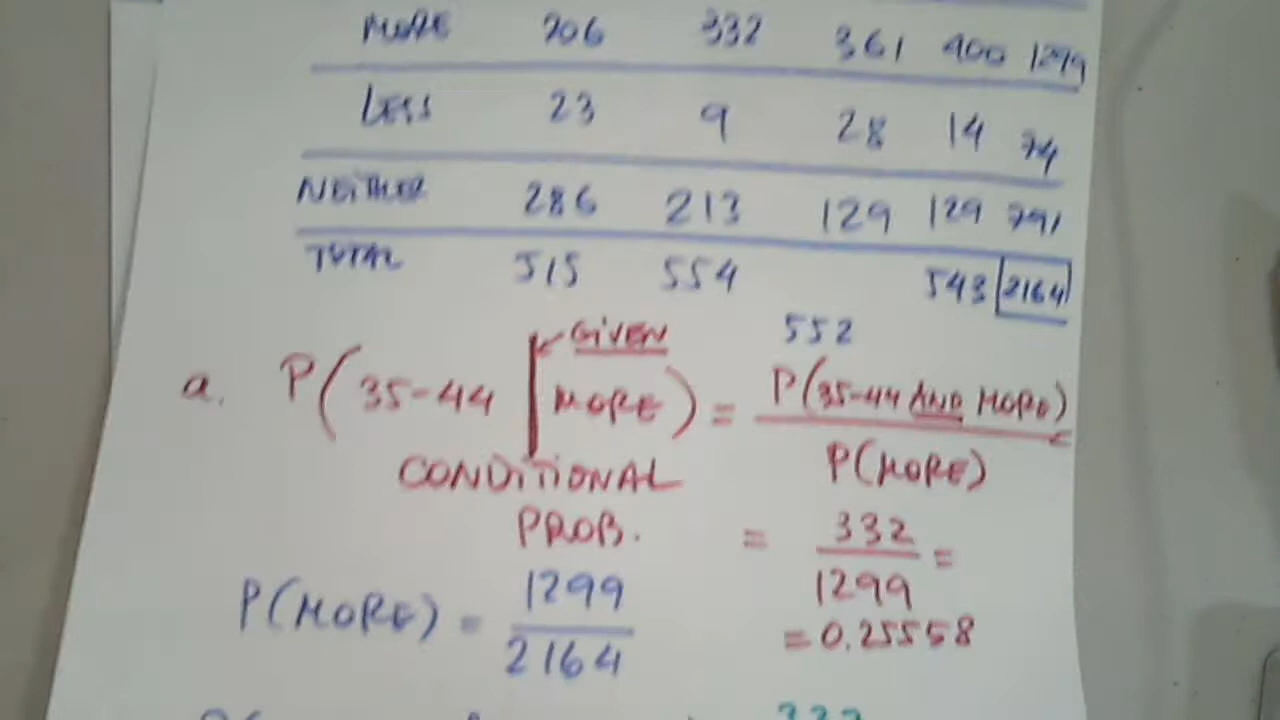 MORE 206 332 361 400 1299
LESS 23 9 28 14 74
NEITHER 286 213 129 129 791
TOTAL 515 554 543 2164
552
GIVEN
a. P(35-44 | MORE) = P(35-44 AND MORE)
P(MORE)
CONDITIONAL
PROB. = 332
1299 =
= 0.25558
P(MORE) = 1299
2164